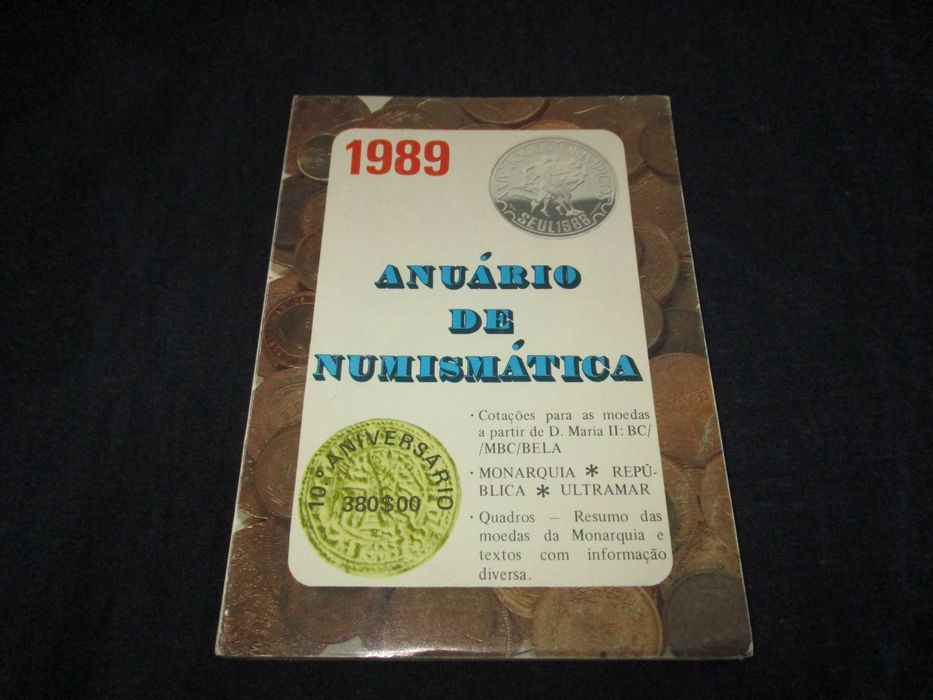 1989
XXIV JOGOS OLÍMPICOS
SEUL 1988
ANUÁRIO
DE
NUMISMÁTICA
10.º ANIVERSÁRIO
380$00
· Cotações para as moedas
a partir de D. Maria II: BC/
/MBC/BELA
· MONARQUIA * REPÚ-
BLICA * ULTRAMAR
· Quadros — Resumo das
moedas da Monarquia e
textos com informação
diversa.